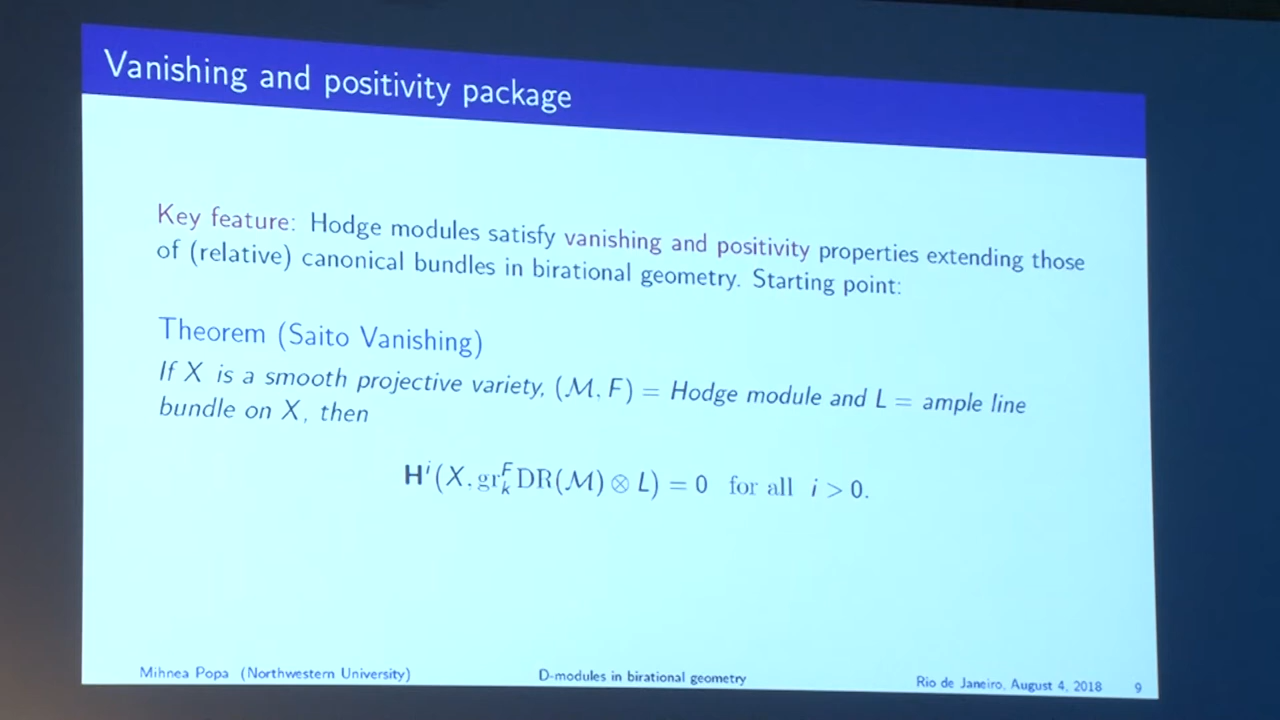 Vanishing and positivity package
Key feature: Hodge modules satisfy vanishing and positivity properties extending those
of (relative) canonical bundles in birational geometry. Starting point:
Theorem (Saito Vanishing)
If X is a smooth projective variety, (ℳ, F) = Hodge module and L = ample line
bundle on X, then
𝐇ⁱ(X, gr_k^F DR(ℳ) ⊗ L) = 0 for all i > 0.
Mihnea Popa (Northwestern University) D-modules in birational geometry Rio de Janeiro, August 4, 2018 9